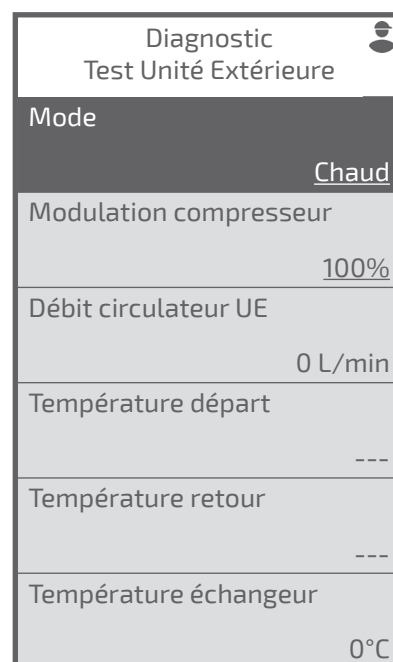 Diagnostic
Test Unité Extérieure
Mode
Chaud
Modulation compresseur
100%
Débit circulateur UE
0 L/min
Température départ
---
Température retour
---
Température échangeur
0°C